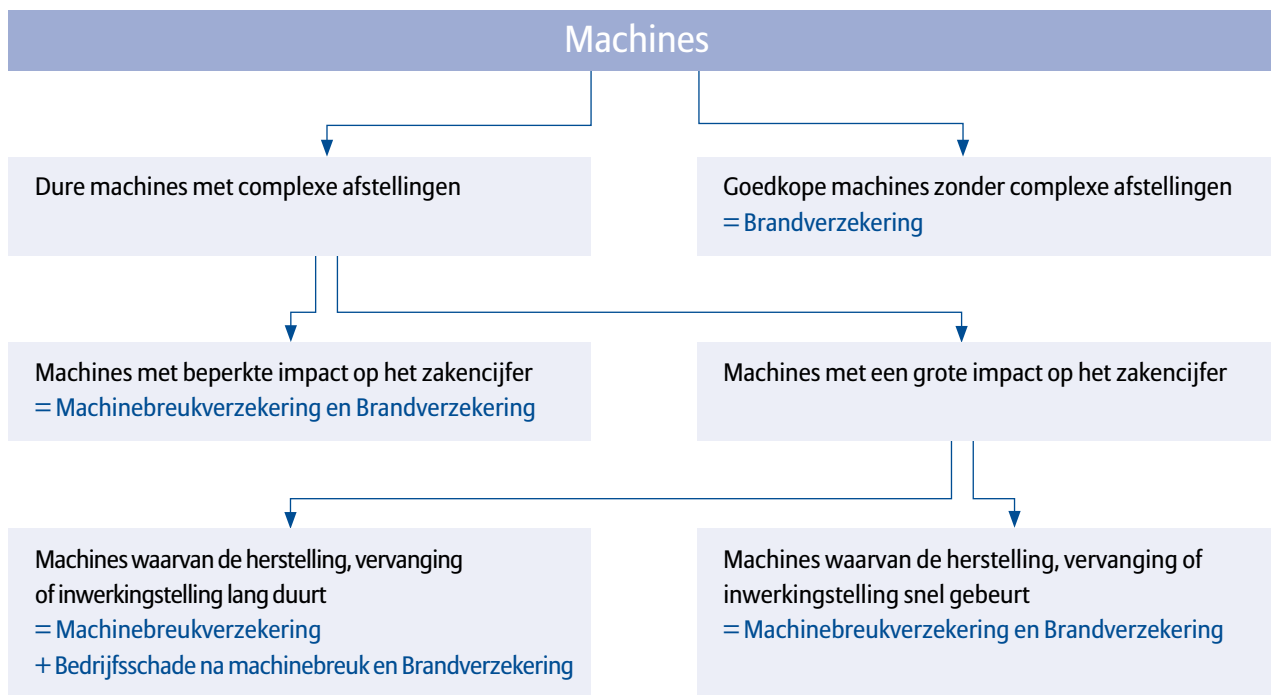 Machines
Dure machines met complexe afstellingen
Goedkope machines zonder complexe afstellingen
= Brandverzekering
Machines met beperkte impact op het zakencijfer
= Machinebreukverzekering en Brandverzekering
Machines met een grote impact op het zakencijfer
Machines waarvan de herstelling, vervanging
of inwerkingstelling lang duurt
= Machinebreukverzekering
+ Bedrijfsschade na machinebreuk en Brandverzekering
Machines waarvan de herstelling, vervanging of
inwerkingstelling snel gebeurt
= Machinebreukverzekering en Brandverzekering